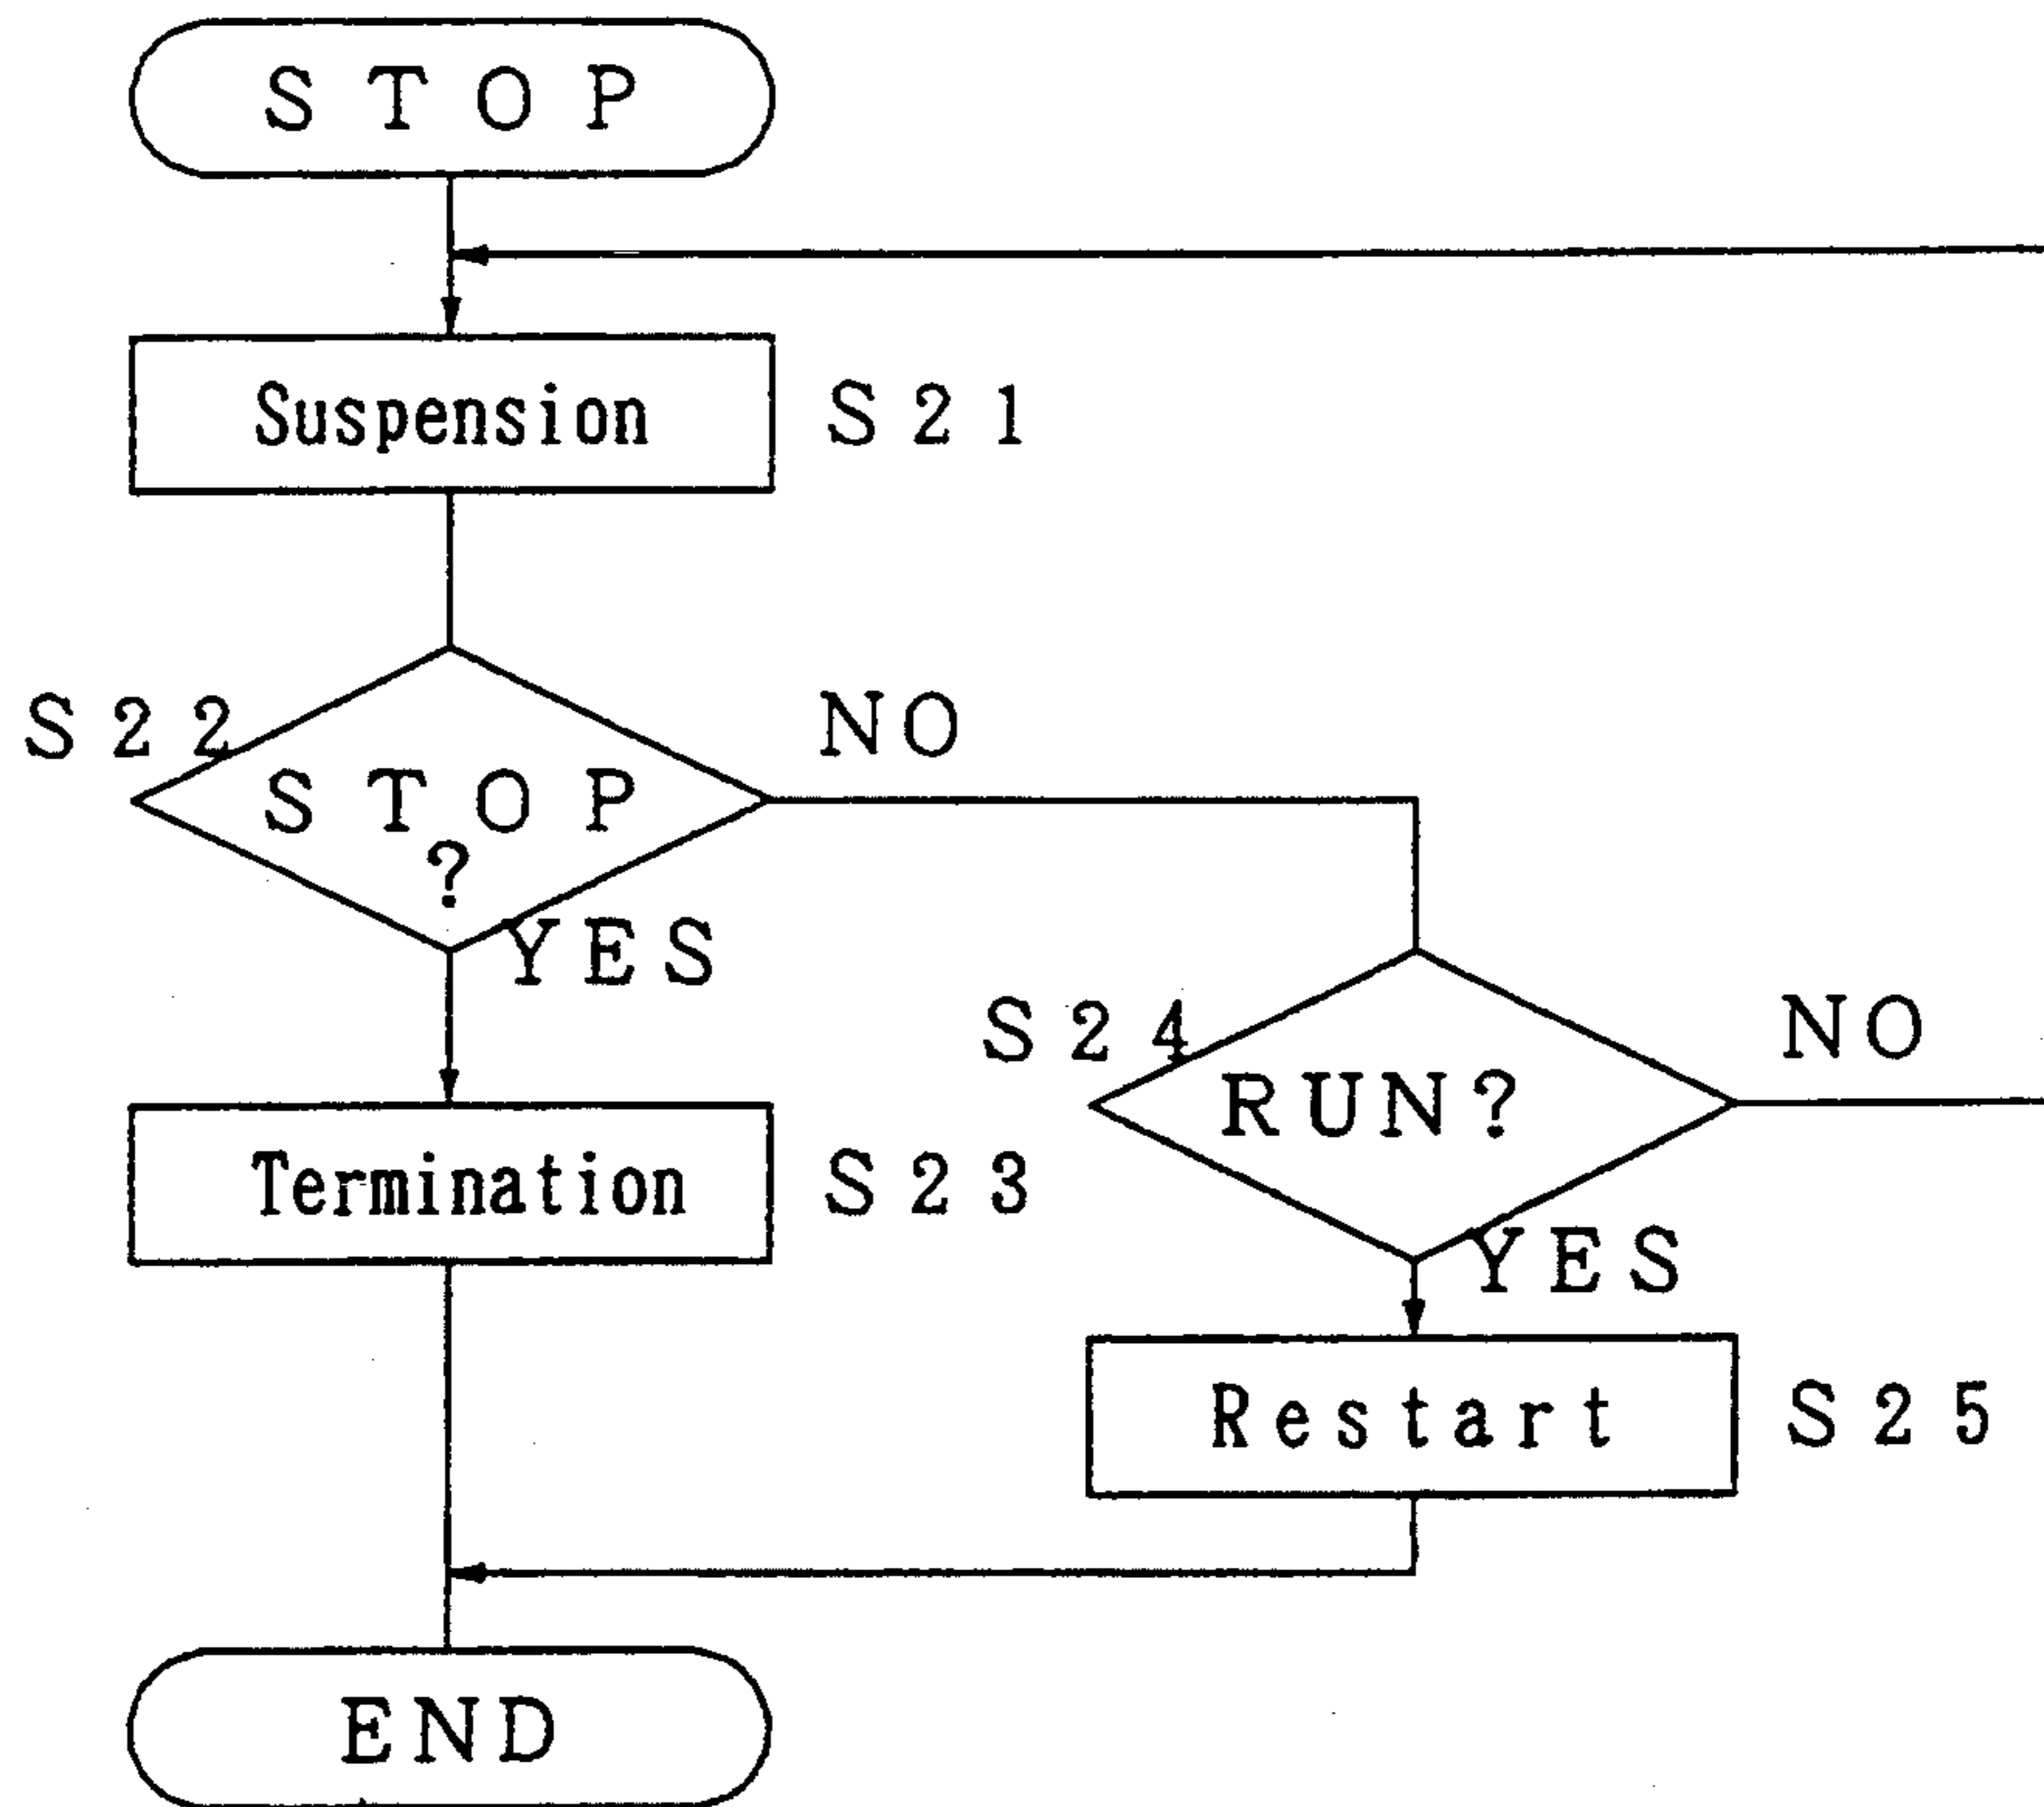 STOP
Suspension S21
S22 NO
STOP
?
YES
S24 NO
RUN?
Termination S23
YES
Restart S25
END